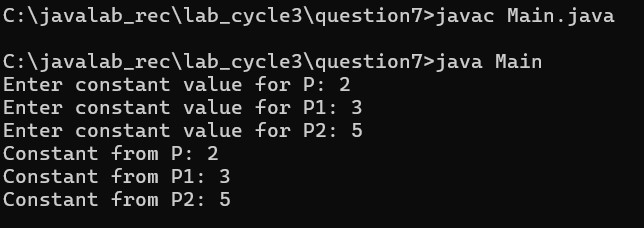 C:\javalab_rec\lab_cycle3\question7>javac Main.java
C:\javalab_rec\lab_cycle3\question7>java Main
Enter constant value for P: 2
Enter constant value for P1: 3
Enter constant value for P2: 5
Constant from P: 2
Constant from P1: 3
Constant from P2: 5